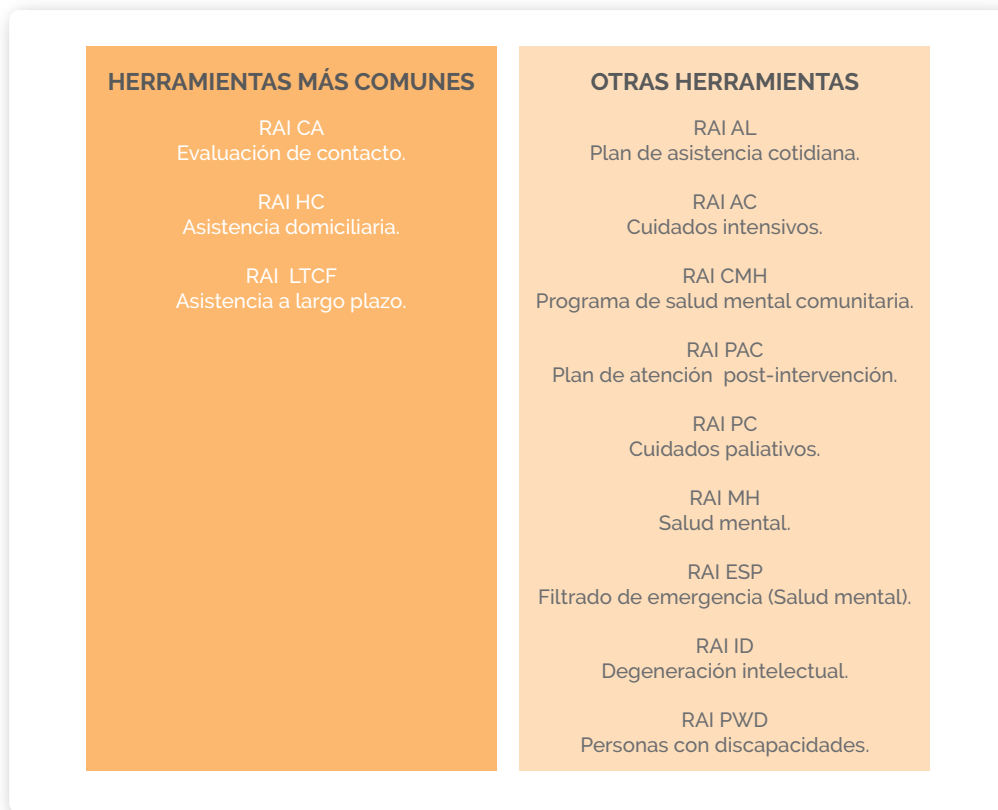 HERRAMIENTAS MÁS COMUNES
RAI CA
Evaluación de contacto.
RAI HC
Asistencia domiciliaria.
RAI LTCF
Asistencia a largo plazo.
OTRAS HERRAMIENTAS
RAI AL
Plan de asistencia cotidiana.
RAI AC
Cuidados intensivos.
RAI CMH
Programa de salud mental comunitaria.
RAI PAC
Plan de atención post-intervención.
RAI PC
Cuidados paliativos.
RAI MH
Salud mental.
RAI ESP
Filtrado de emergencia (Salud mental).
RAI ID
Degeneración intelectual.
RAI PWD
Personas con discapacidades.